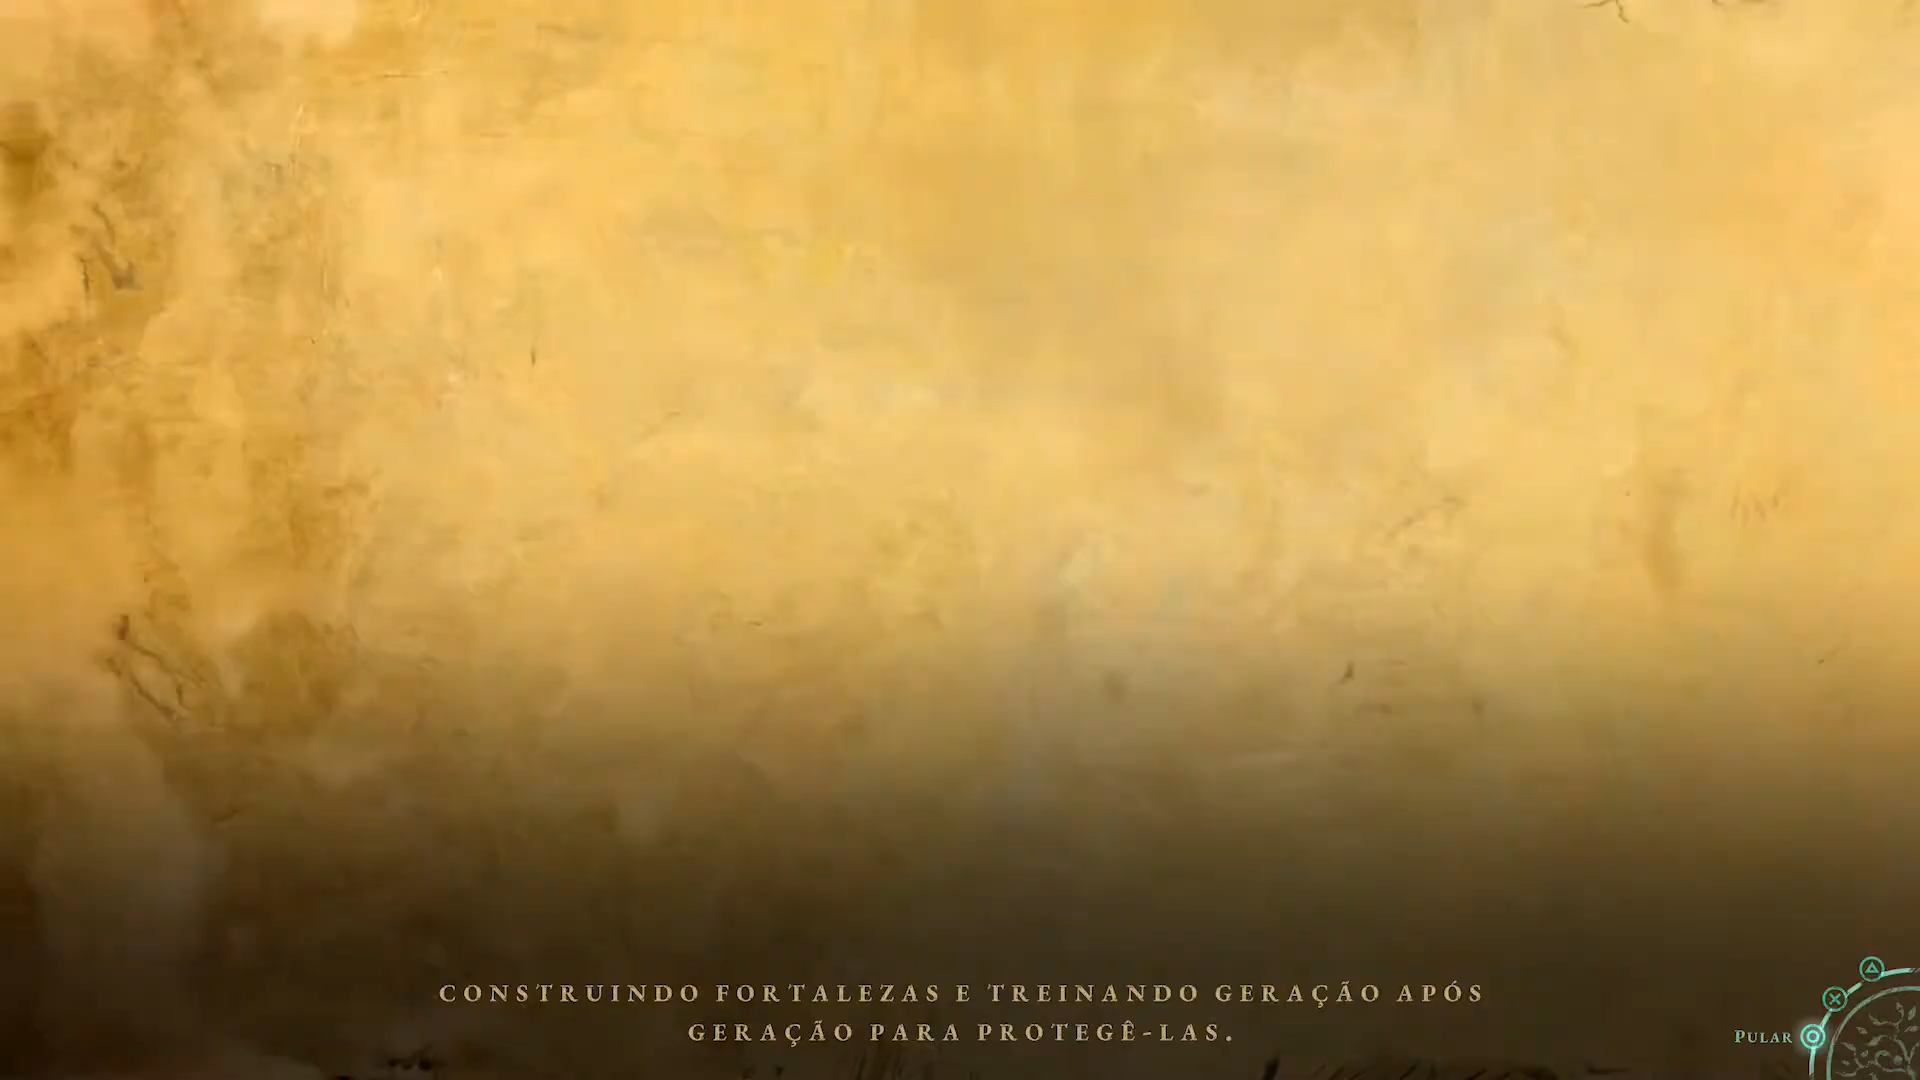 CONSTRUINDO FORTALEZAS E TREINANDO GERAÇÃO APÓS
GERAÇÃO PARA PROTEGÊ-LAS.
PULAR